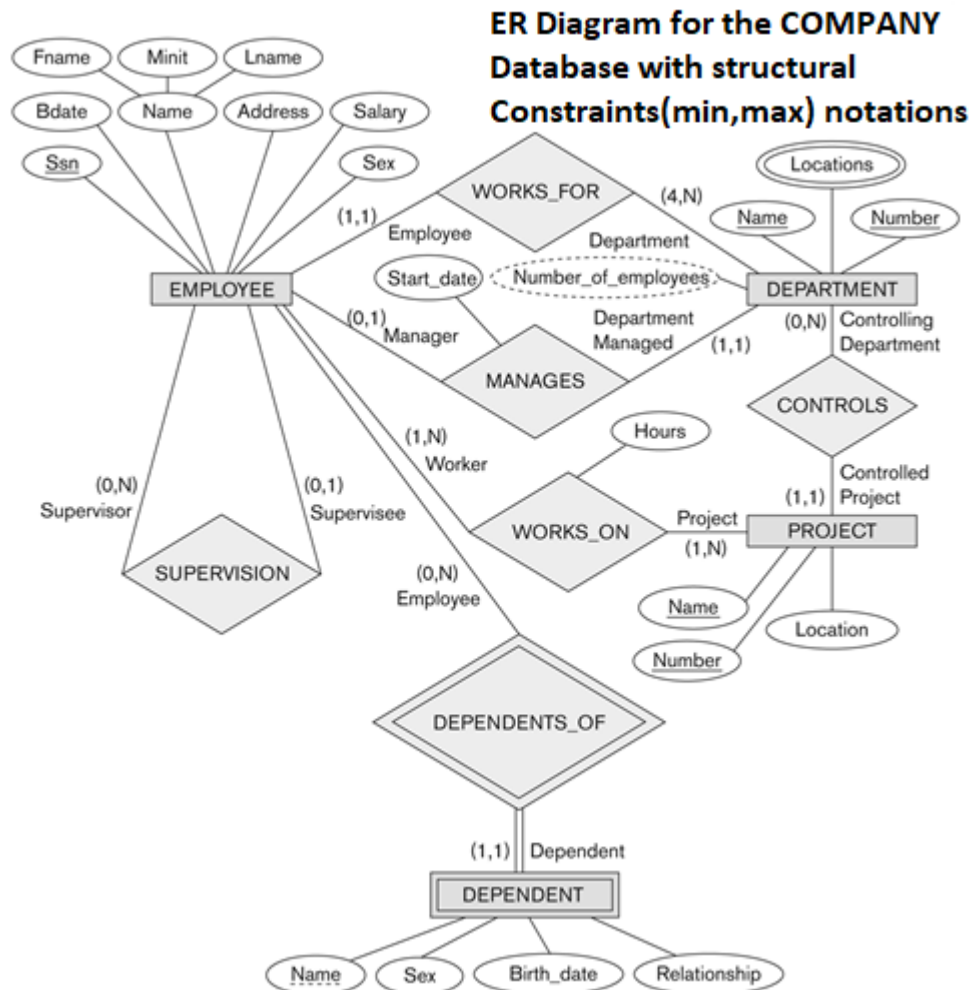 ER Diagram for the COMPANY
Database with structural
Constraints(min,max) notations
Fname
Minit
Lname
Bdate
Name
Address
Salary
Ssn
Sex
WORKS_FOR
Locations
Name
Number
(1,1)
Employee
(4,N)
Department
Start_date
Number_of_employees
EMPLOYEE
DEPARTMENT
(0,1)
Manager
Department
Managed
(1,1)
MANAGES
(0,N)
Controlling
Department
CONTROLS
Hours
(1,N)
Worker
(0,N)
Supervisor
(0,1)
Supervisee
Controlled
Project
(1,1)
WORKS_ON
Project
(1,N)
PROJECT
SUPERVISION
(0,N)
Employee
Name
Location
Number
DEPENDENTS_OF
(1,1)
Dependent
DEPENDENT
Name
Sex
Birth_date
Relationship